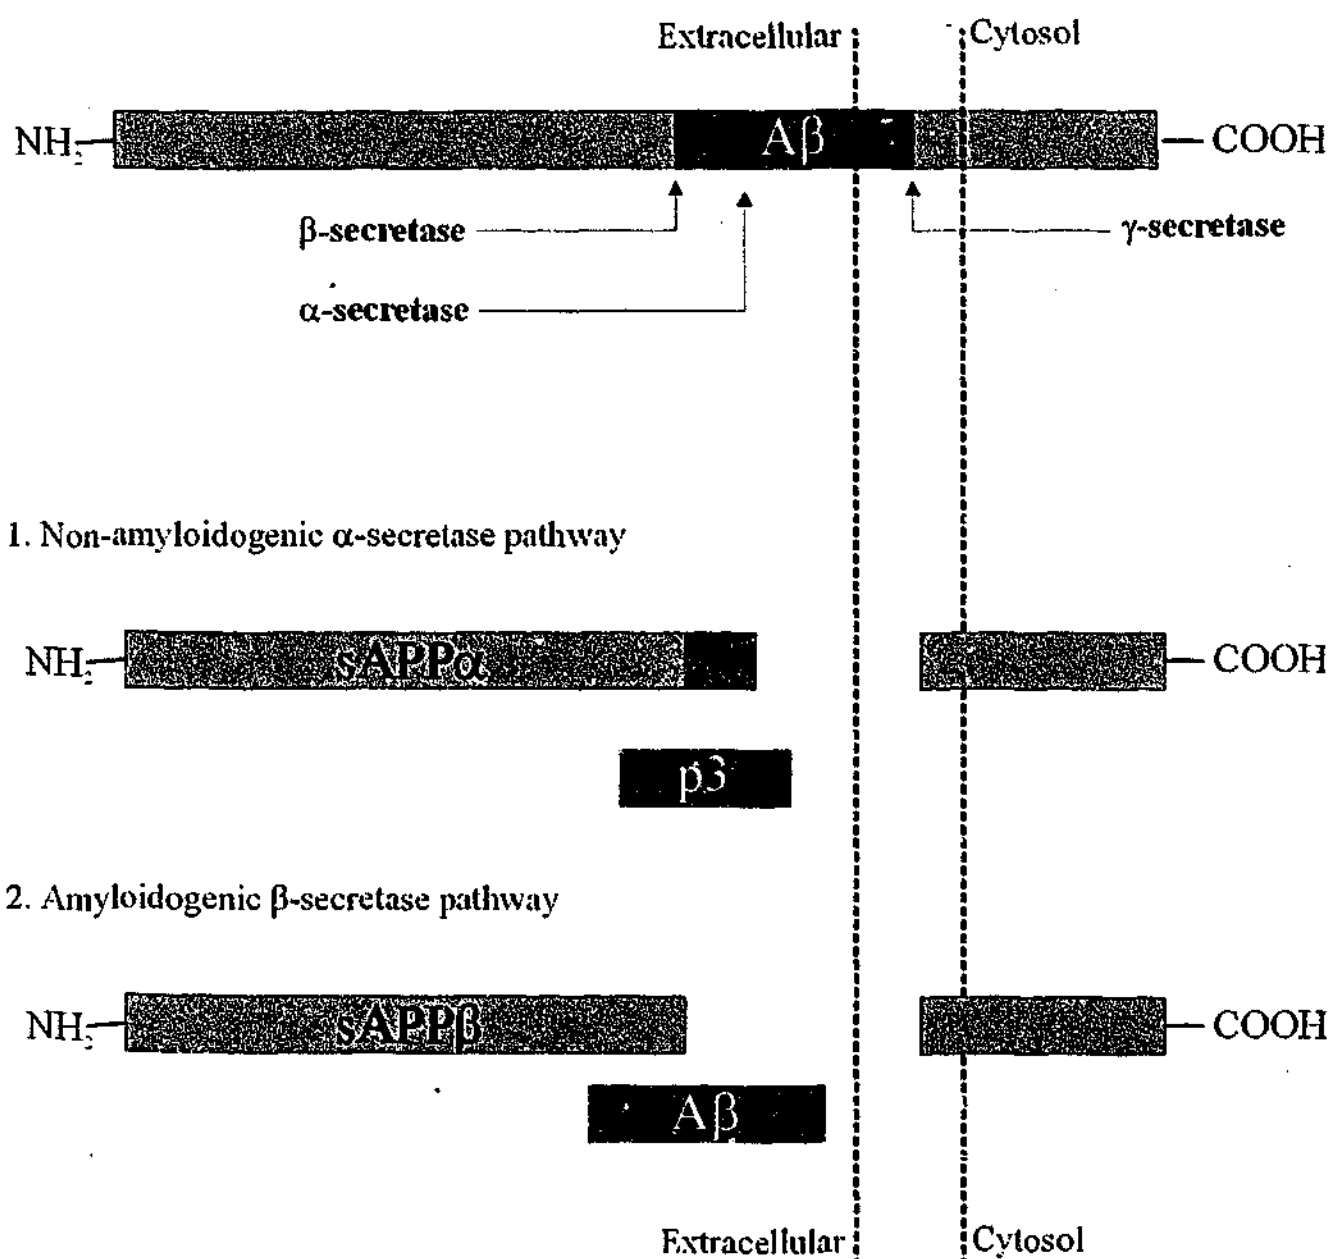 Extracellular Cytosol
NH₂ Aβ COOH
β-secretase γ-secretase
α-secretase
1. Non-amyloidogenic α-secretase pathway
NH₂ sAPPα COOH
p3
2. Amyloidogenic β-secretase pathway
NH₂ sAPPβ COOH
Aβ
Extracellular Cytosol